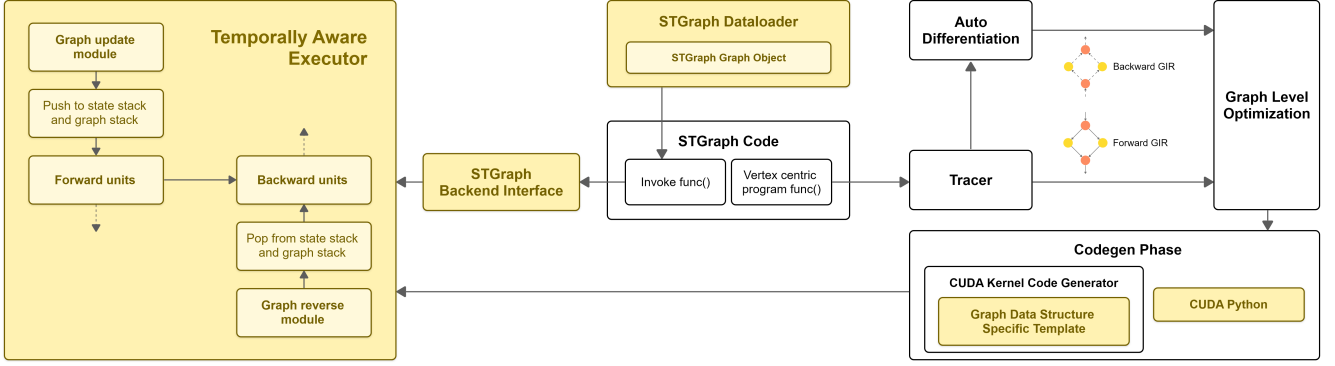 Graph update
module
Temporally Aware
Executor
Push to state stack
and graph stack
Forward units
Backward units
Pop from state stack
and graph stack
Graph reverse
module
STGraph
Backend Interface
STGraph Dataloader
STGraph Graph Object
STGraph Code
Invoke func()
Vertex centric
program func()
Auto
Differentiation
Tracer
Backward GIR
Forward GIR
Graph Level
Optimization
Codegen Phase
CUDA Kernel Code Generator
Graph Data Structure
Specific Template
CUDA Python